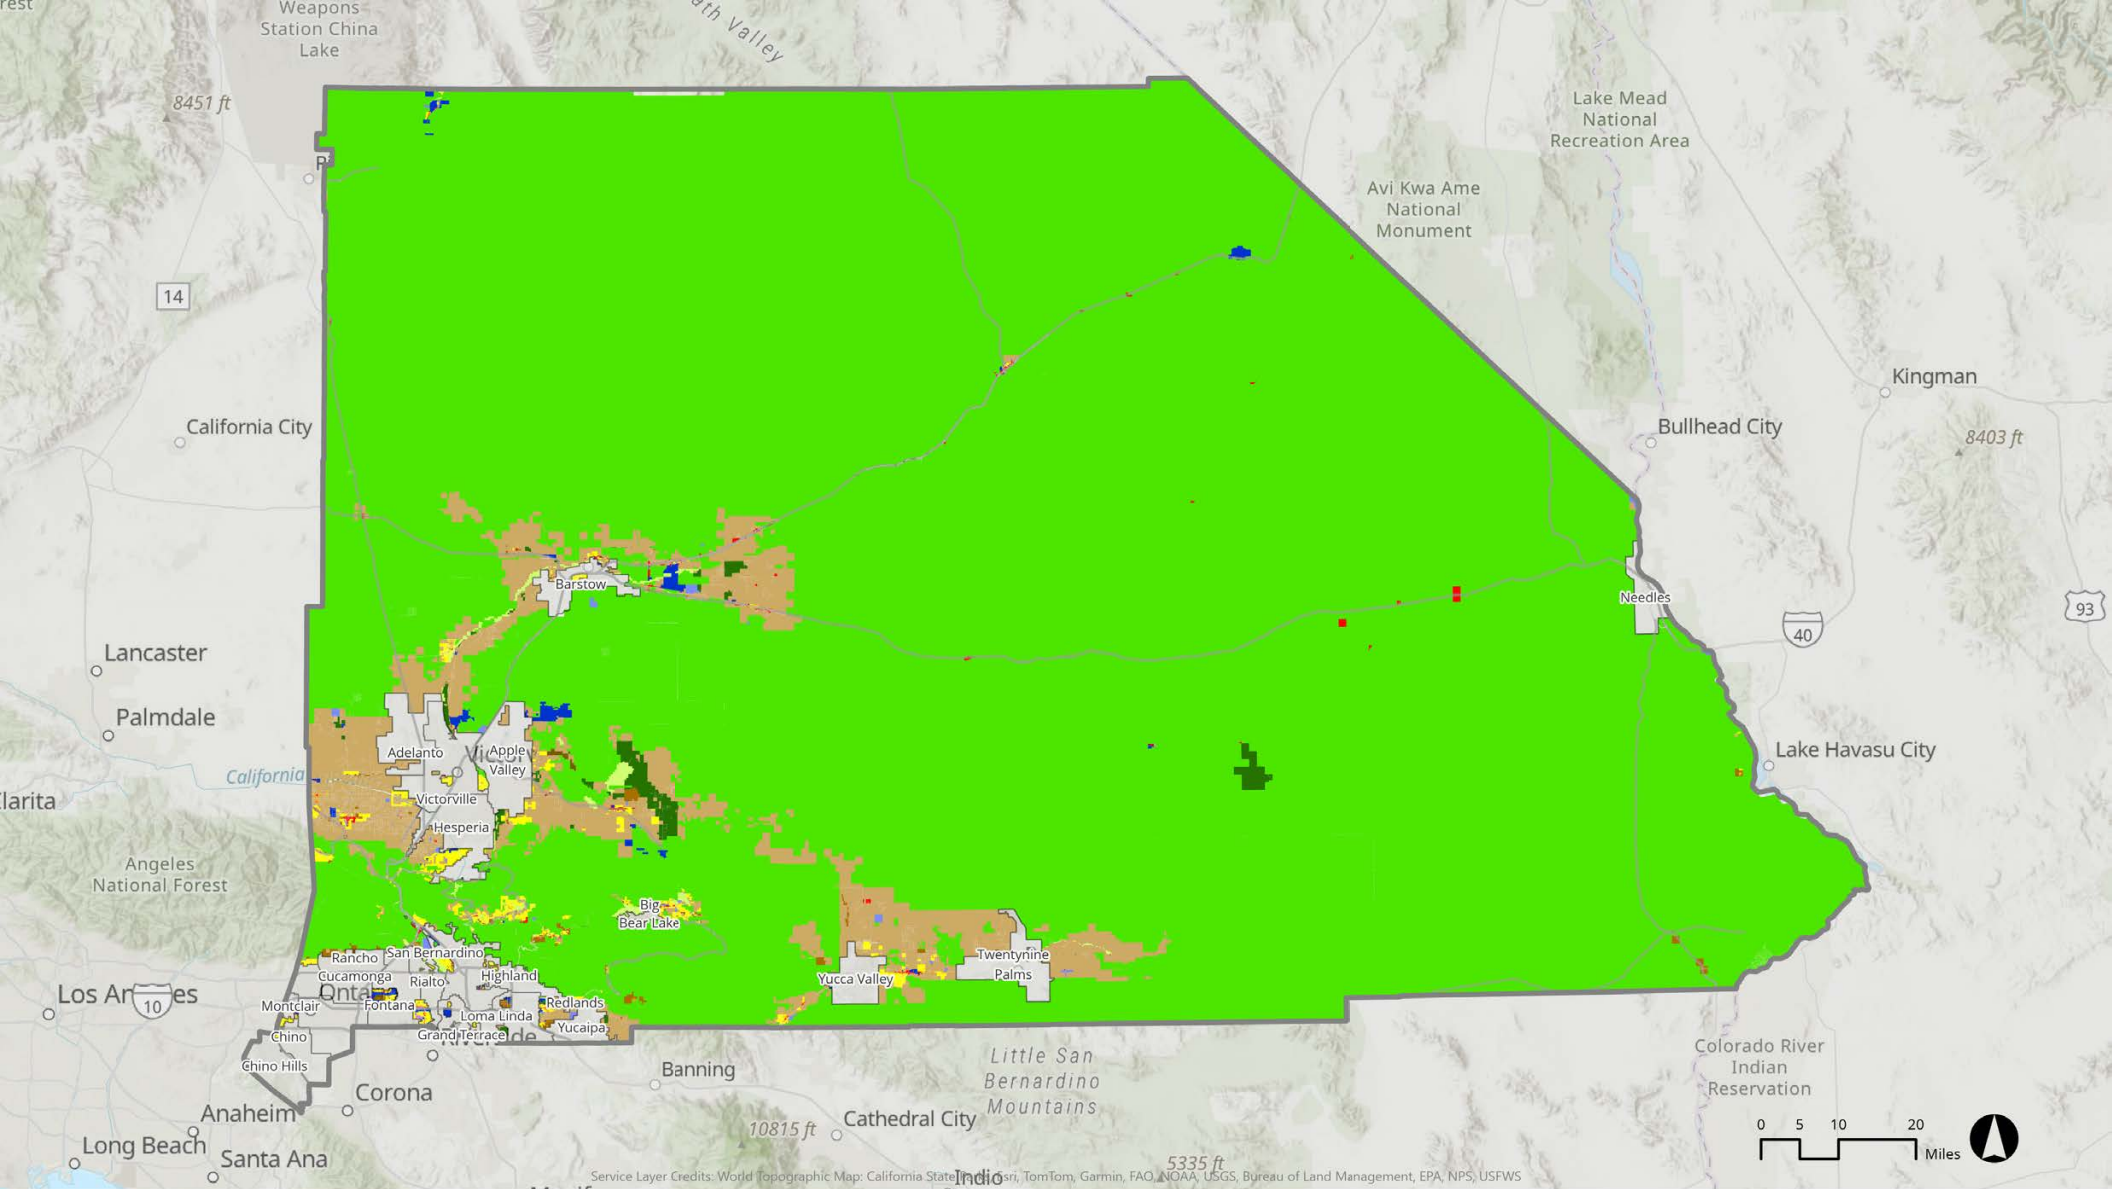 rest
Weapons
Station China
Lake
ath Valley
8451 ft
Lake Mead
National
Recreation Area
Avi Kwa Ame
National
Monument
14
Kingman
California City
Bullhead City
8403 ft
Barstow
Needles
93
40
Lancaster
Palmdale
Adelanto
Apple
Valley
Lake Havasu City
California
Clarita
Victorville
Hesperia
Angeles
National Forest
Big
Bear Lake
San Bernardino
Rancho
Cucamonga
Highland
Rialto
Twentynine
Palms
Yucca Valley
Los Angeles
10
Onta
Montclair
Fontana
Redlands
Loma Linda
Yucaipa
Chino
Grand Terrace
Chino Hills
Banning
Little San
Bernardino
Mountains
Colorado River
Indian
Reservation
Corona
Anaheim
Cathedral City
10815 ft
Long Beach
Santa Ana
5335 ft
Indio
0 5 10 20
Miles
Service Layer Credits: World Topographic Map: California State Parks, Esri, TomTom, Garmin, FAO, NOAA, USGS, Bureau of Land Management, EPA, NPS, USFWS